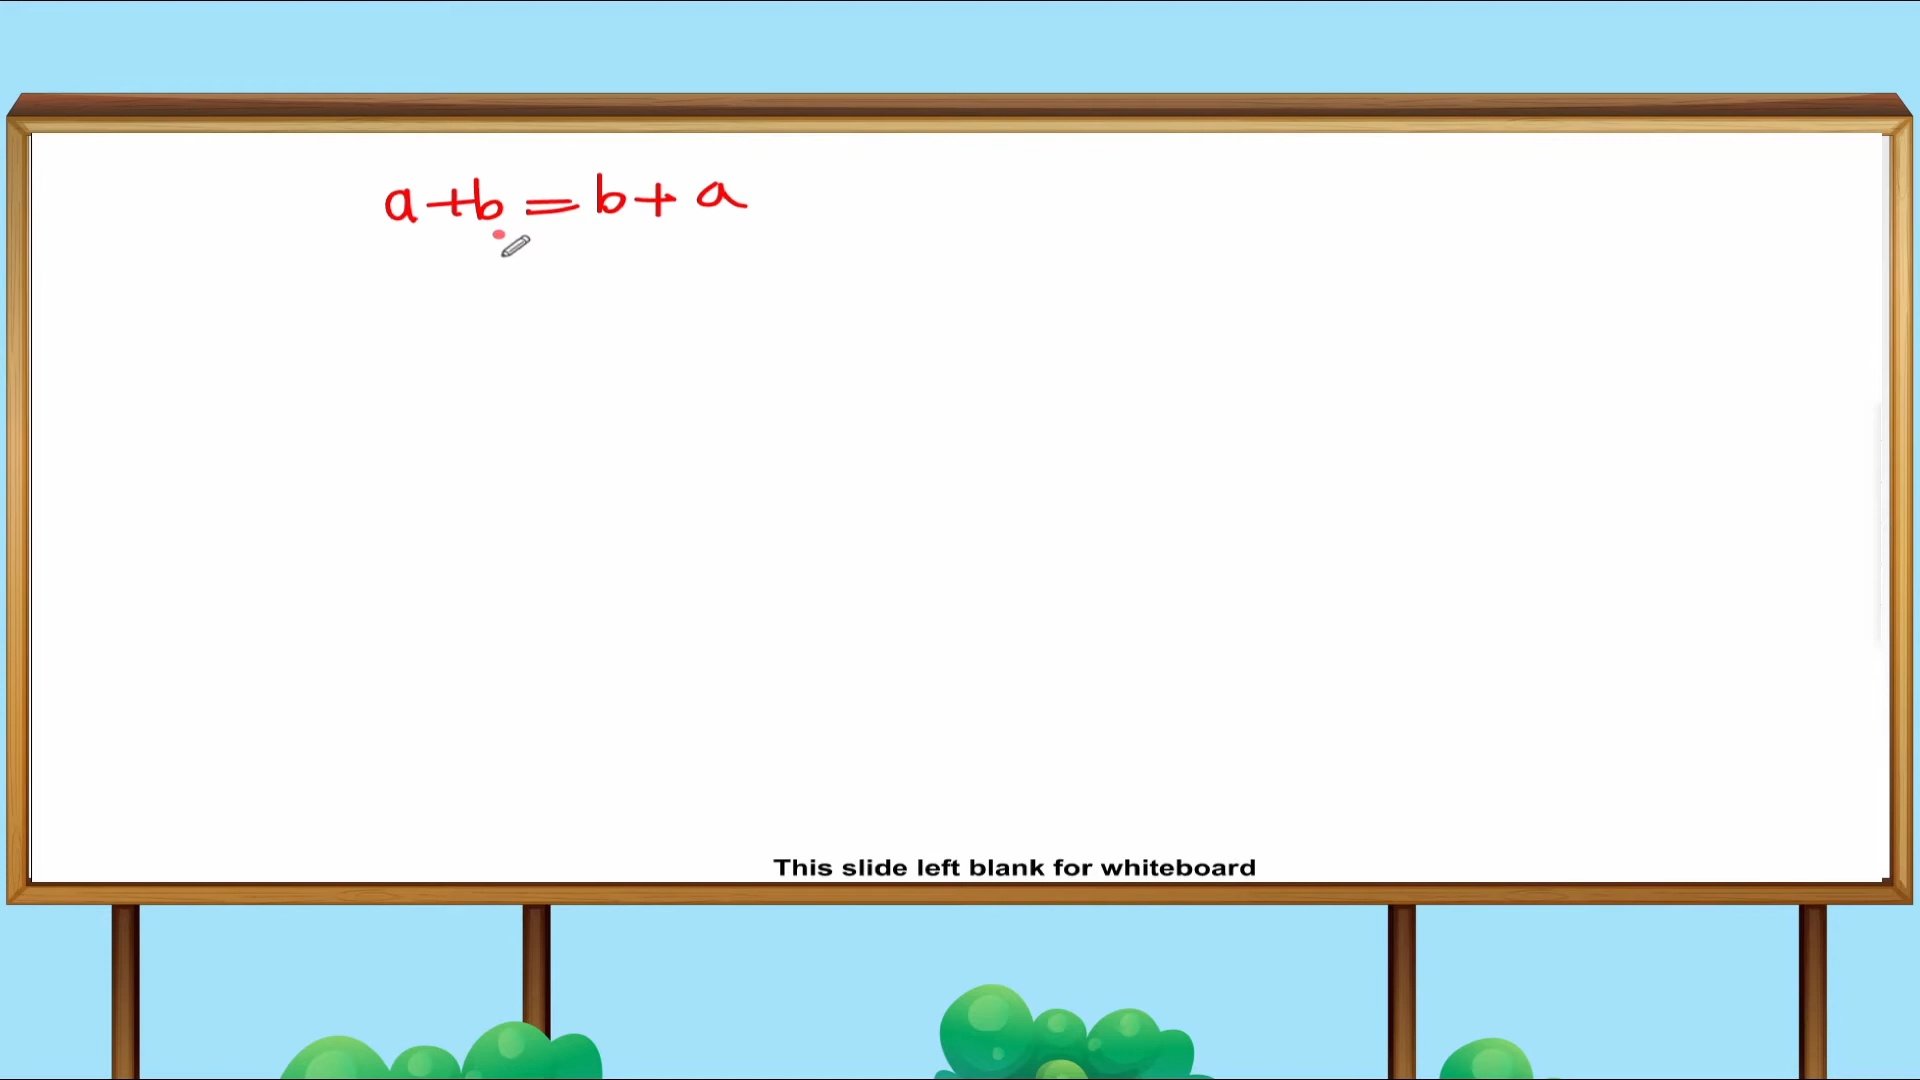 a + b = b + a
This slide left blank for whiteboard